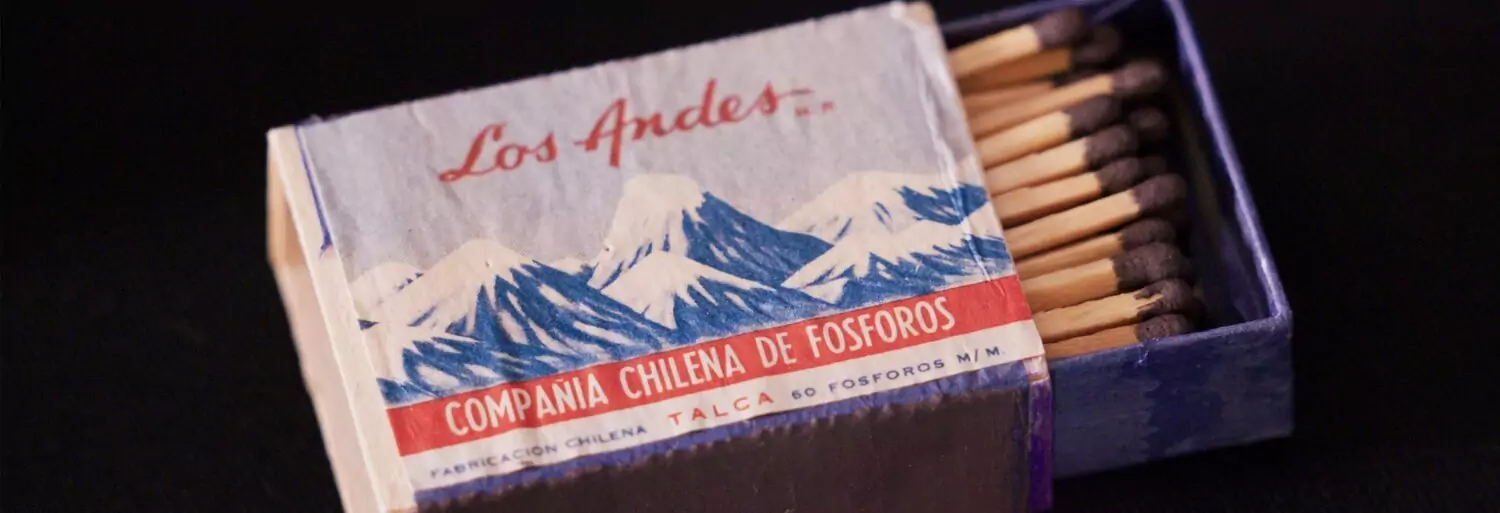 Los Andes M.R.
COMPAÑIA CHILENA DE FOSFOROS
FABRICACION CHILENA TALCA 60 FOSFOROS M/M.